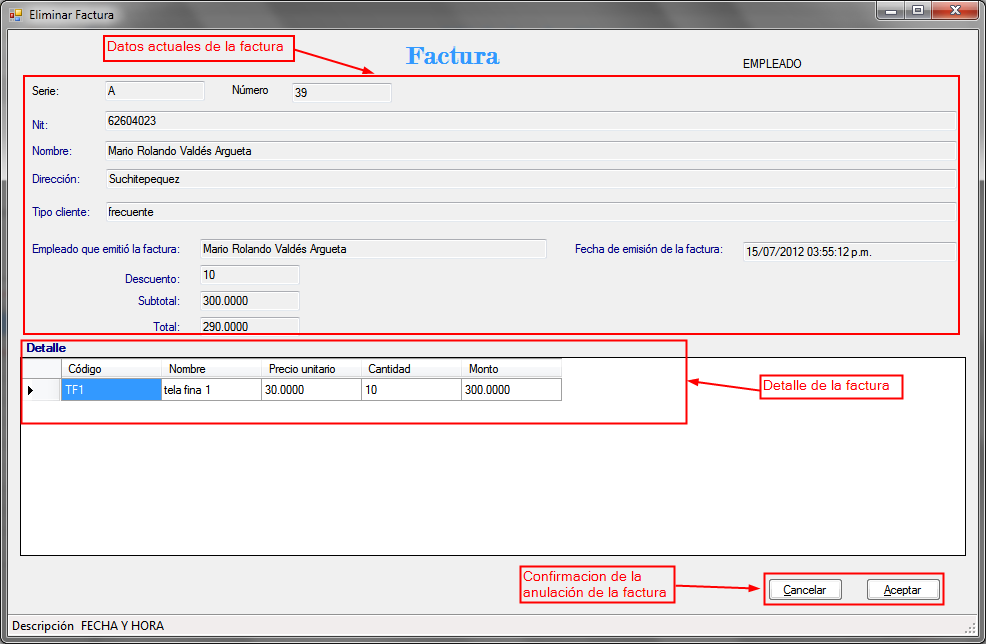 Eliminar Factura
Datos actuales de la factura
Factura
EMPLEADO
Serie: A Número 39
Nit: 62604023
Nombre: Mario Rolando Valdés Argueta
Dirección: Suchitepequez
Tipo cliente: frecuente
Empleado que emitió la factura: Mario Rolando Valdés Argueta Fecha de emisión de la factura: 15/07/2012 03:55:12 p.m.
Descuento: 10
Subtotal: 300.0000
Total: 290.0000
Detalle
Código Nombre Precio unitario Cantidad Monto
TF1 tela fina 1 30.0000 10 300.0000
Detalle de la factura
Confirmacion de la
anulación de la factura
Cancelar Aceptar
Descripción FECHA Y HORA